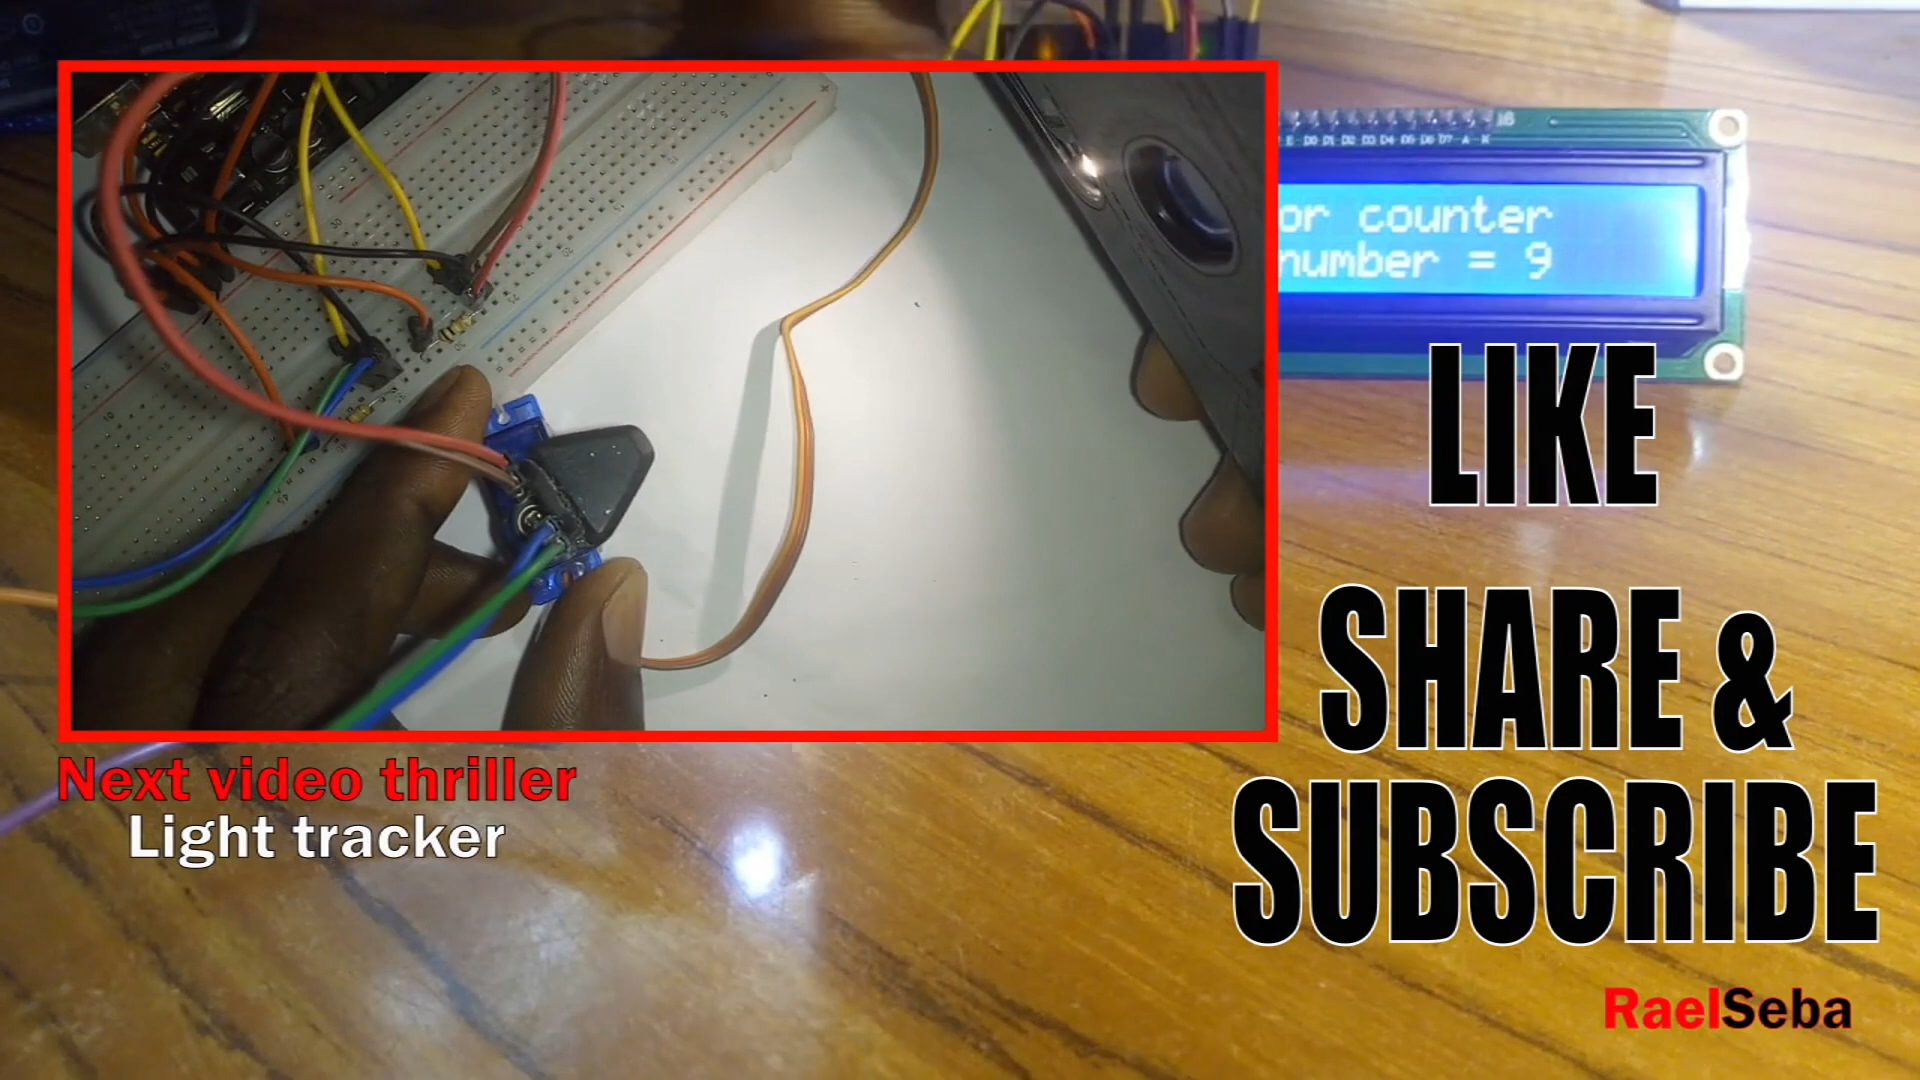 or counter
number = 9
LIKE
SHARE &
SUBSCRIBE
Next video thriller
Light tracker
RaelSeba